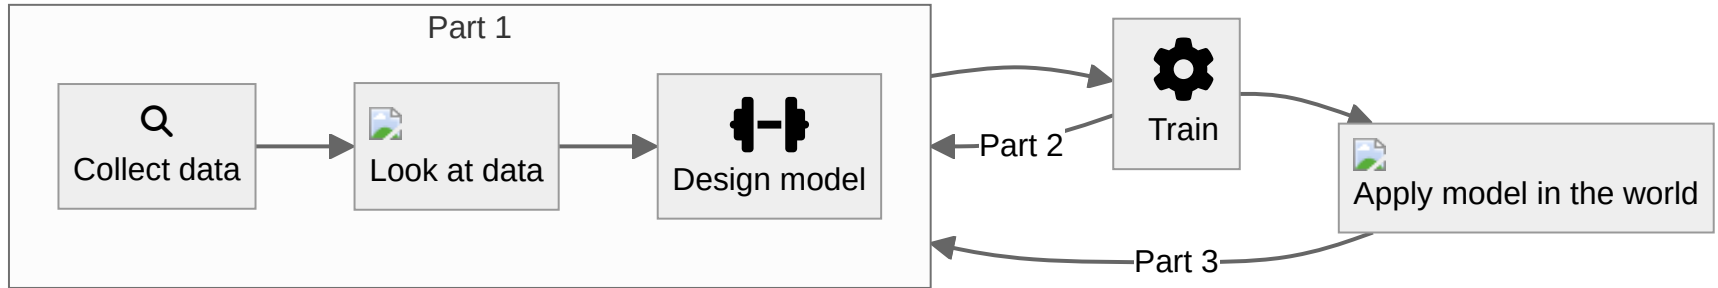 Part 1
Collect data
Look at data
Design model
Part 2
Train
Apply model in the world
Part 3